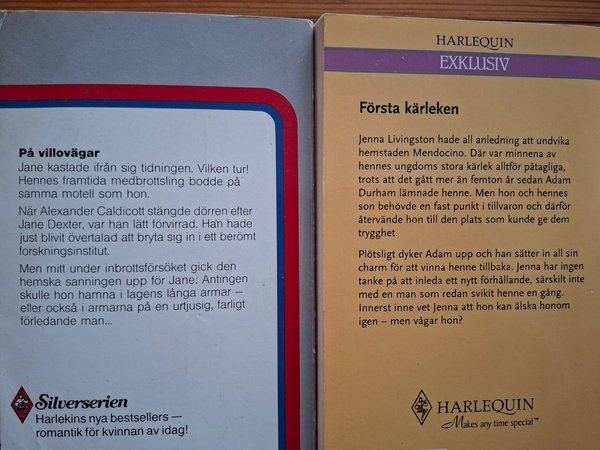 På villovägar
Jane kastade ifrån sig tidningen. Vilken tur!
Hennes framtida medbrottsling bodde på
samma motell som hon.
När Alexander Caldicott stängde dörren efter
Jane Dexter, var han lätt förvirrad. Han hade
just blivit övertalad att bryta sig in i ett berömt
forskningsinstitut.
Men mitt under inbrottsförsöket gick den
hemska sanningen upp för Jane: Antingen
skulle hon hamna i lagens långa armar –
eller också i armarna på en urtjusig, farligt
förledande man...
Silverserien
Harlekins nya bestsellers —
romantik för kvinnan av idag!
HARLEQUIN
EXKLUSIV
Första kärleken
Jenna Livingston hade all anledning att undvika
hemstaden Mendocino. Där var minnena av
hennes ungdoms stora kärlek alltför påtagliga,
trots att det gått mer än femton år sedan Adam
Durham lämnade henne. Men hon och hennes
son behövde en fast punkt i tillvaron och därför
återvände hon till den plats som kunde ge dem
trygghet.
Plötsligt dyker Adam upp och han sätter in all sin
charm för att vinna henne tillbaka. Jenna har ingen
tanke på att inleda ett nytt förhållande, särskilt inte
med en man som redan svikit henne en gång.
Innerst inne vet Jenna att hon kan älska honom
igen – men vågar hon?
HARLEQUIN
Makes any time special™